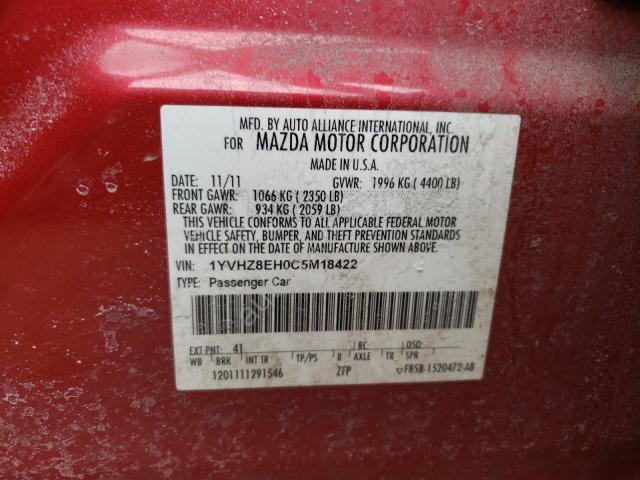 MFD. BY AUTO ALLIANCE INTERNATIONAL, INC.
FOR MAZDA MOTOR CORPORATION
MADE IN U.S.A.
DATE: 11/11 GVWR: 1996 KG ( 4400 LB)
FRONT GAWR: 1066 KG ( 2350 LB)
REAR GAWR: 934 KG ( 2059 LB)
THIS VEHICLE CONFORMS TO ALL APPLICABLE FEDERAL MOTOR
VEHICLE SAFETY, BUMPER, AND THEFT PREVENTION STANDARDS
IN EFFECT ON THE DATE OF MANUFACTURE SHOWN ABOVE.
VIN: 1YVHZ8EH0C5M18422
TYPE: Passenger Car
EXT PNT: 41 RC: DSO:
WB BRK INT TR TP/PS R AXLE TR SPR
1201111291546 ZFP F85B-1520472-AB